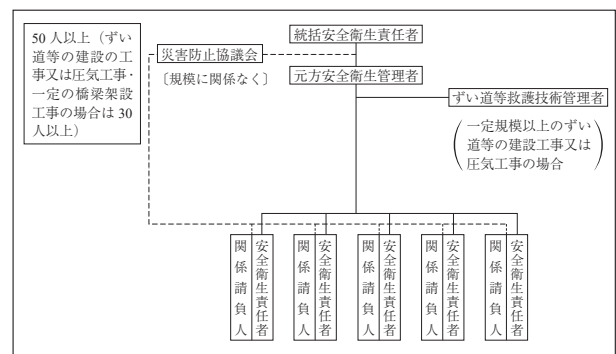 50人以上（ずい
道等の建設の工
事又は圧気工事・
一定の橋梁架設
工事の場合は30
人以上）
統括安全衛生責任者
災害防止協議会
〔規模に関係なく〕
元方安全衛生管理者
ずい道等救護技術管理者
（一定規模以上のずい
道等の建設工事又は
圧気工事の場合）
関係請負人
安全衛生責任者
関係請負人
安全衛生責任者
関係請負人
安全衛生責任者
関係請負人
安全衛生責任者
関係請負人
安全衛生責任者